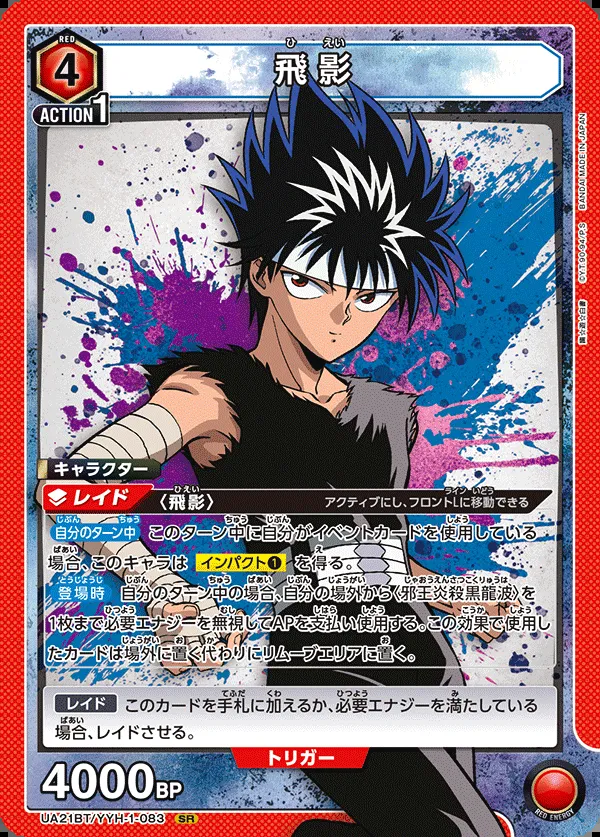 RED
4
ACTION 1
ひ えい
飛影
BANDAI MADE IN JAPAN
©Y.T.90-94/P,S
キャラクター
レイド 〈飛影〉 アクティブにし、フロントLに移動できる
自分のターン中 このターン中に自分がイベントカードを使用している
場合、このキャラは インパクト❶ を得る。
登場時 自分のターン中の場合、自分の場外から〈邪王炎殺黒龍波〉を
1枚まで必要エナジーを無視してAPを支払い使用する。この効果で使用し
たカードは場外に置く代わりにリムーブエリアに置く。
レイド このカードを手札に加えるか、必要エナジーを満たしている
場合、レイドさせる。
トリガー
4000BP
UA21BT/YYH-1-083 SR